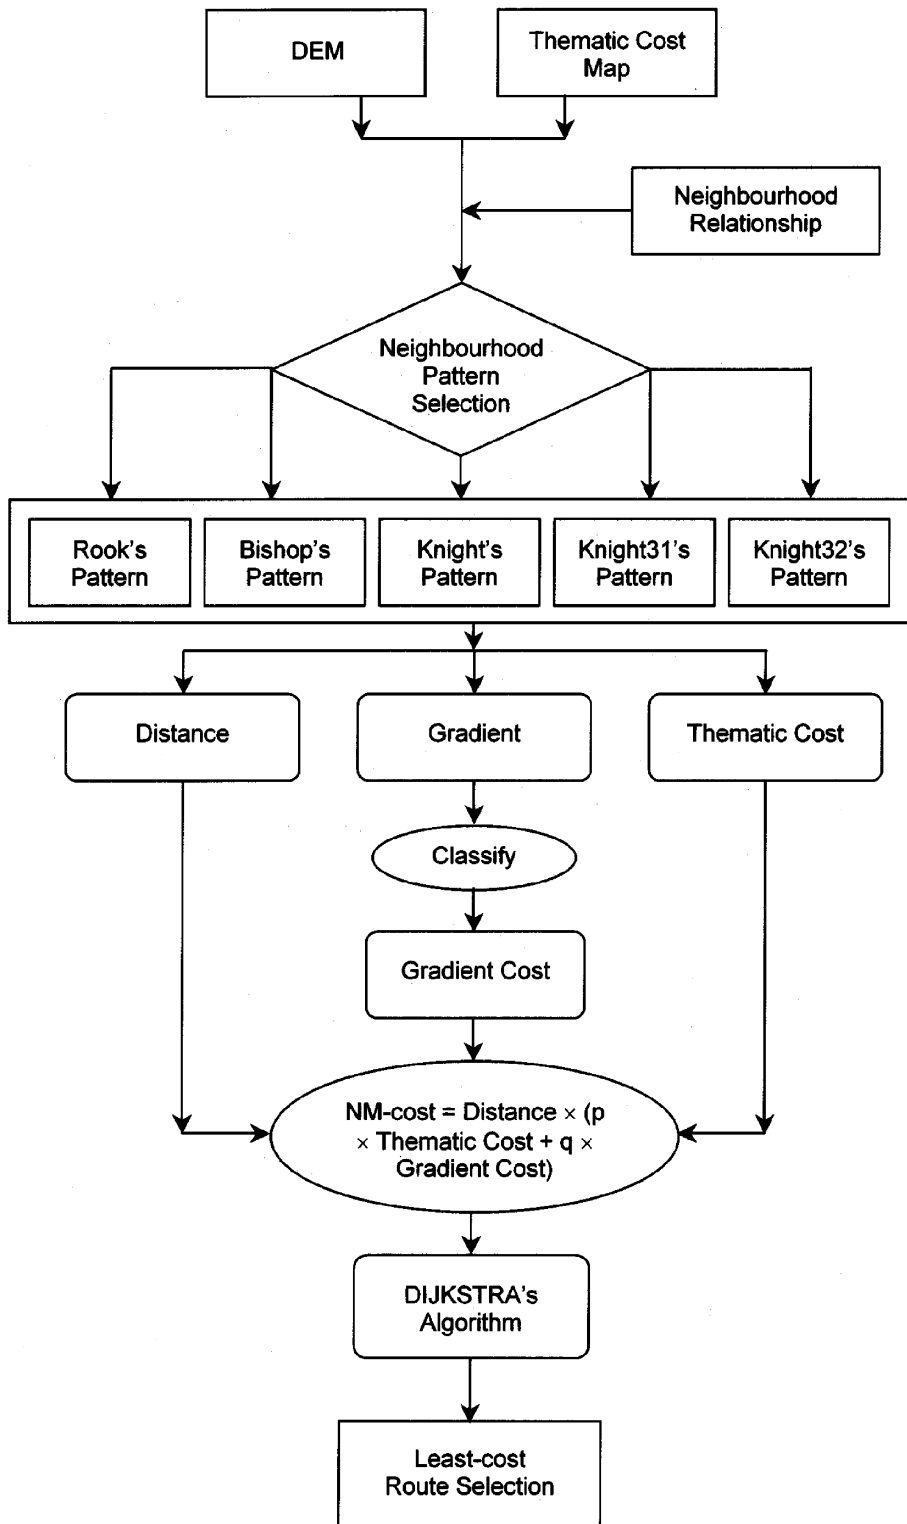 DEM
Thematic Cost
Map
Neighbourhood
Relationship
Neighbourhood
Pattern
Selection
Rook's
Pattern
Bishop's
Pattern
Knight's
Pattern
Knight31's
Pattern
Knight32's
Pattern
Distance
Gradient
Thematic Cost
Classify
Gradient Cost
NM-cost = Distance × (p
× Thematic Cost + q ×
Gradient Cost)
DIJKSTRA's
Algorithm
Least-cost
Route Selection